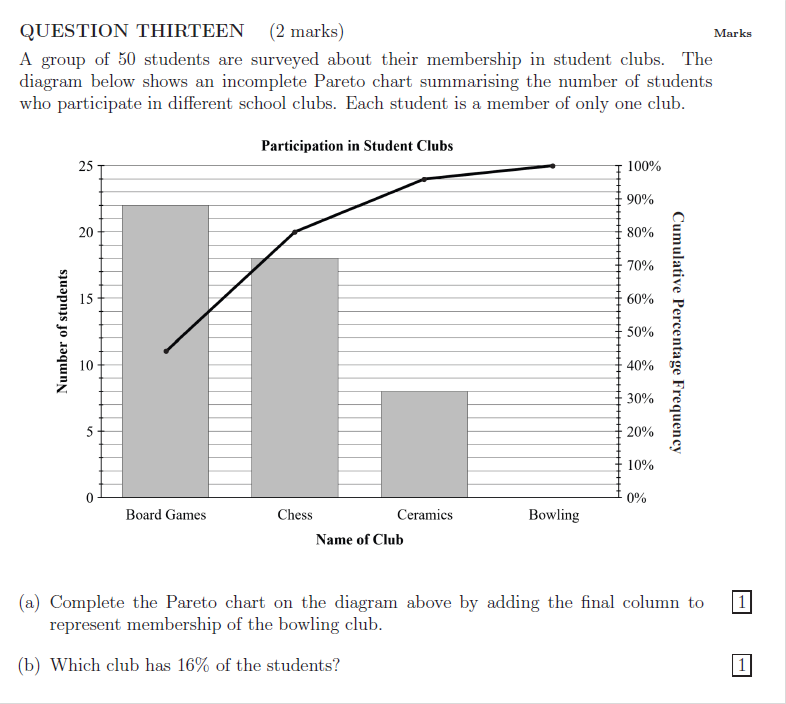 QUESTION THIRTEEN (2 marks)
Marks
A group of 50 students are surveyed about their membership in student clubs. The
diagram below shows an incomplete Pareto chart summarising the number of students
who participate in different school clubs. Each student is a member of only one club.
Participation in Student Clubs
25
20
15
10
5
0
Number of students
100%
90%
80%
70%
60%
50%
40%
30%
20%
10%
0%
Cumulative Percentage Frequency
Board Games
Chess
Ceramics
Bowling
Name of Club
(a) Complete the Pareto chart on the diagram above by adding the final column to
1
represent membership of the bowling club.
(b) Which club has 16% of the students?
1